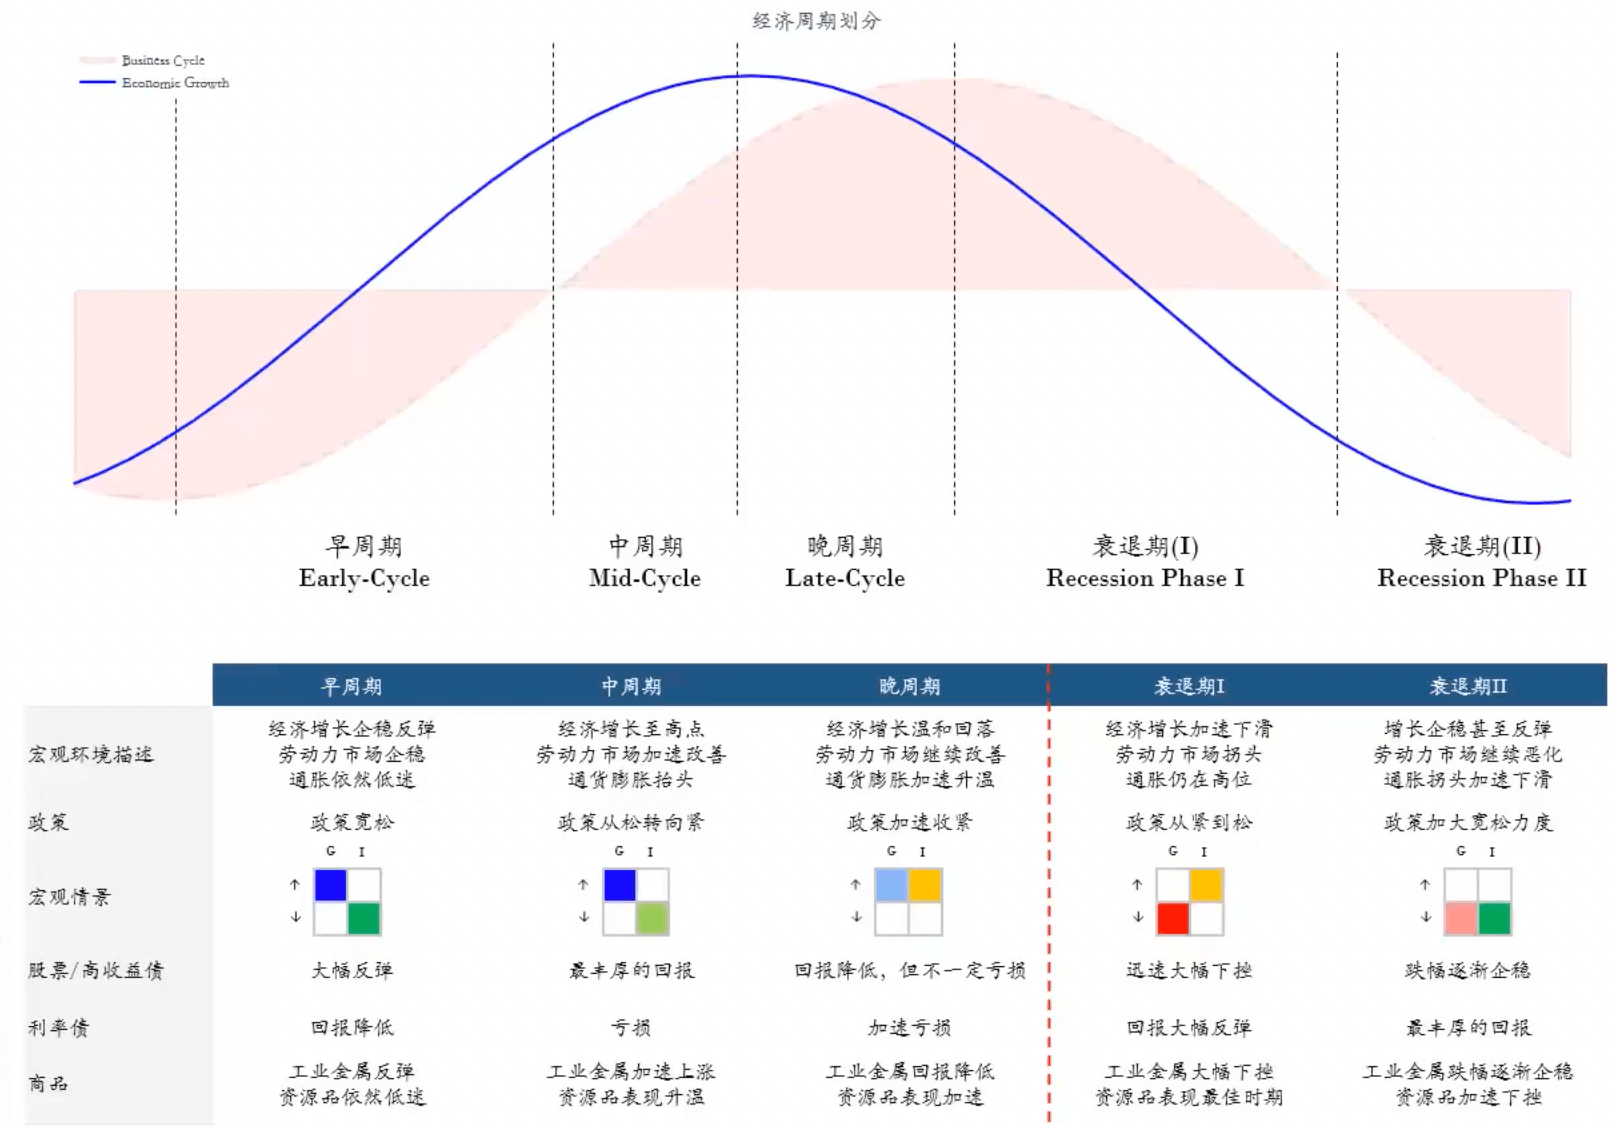 经济周期划分
Business Cycle
Economic Growth
早周期
Early-Cycle
中周期
Mid-Cycle
晚周期
Late-Cycle
衰退期(I)
Recession Phase I
衰退期(II)
Recession Phase II
早周期 中周期 晚周期 衰退期I 衰退期II
宏观环境描述
经济增长企稳反弹
劳动力市场企稳
通胀依然低迷
经济增长至高点
劳动力市场加速改善
通货膨胀抬头
经济增长温和回落
劳动力市场继续改善
通货膨胀加速升温
经济增长加速下滑
劳动力市场拐头
通胀仍在高位
增长企稳甚至反弹
劳动力市场继续恶化
通胀拐头加速下滑
政策 政策宽松 政策从松转向紧 政策加速收紧 政策从紧到松 政策加大宽松力度
宏观情景
G I
↑
↓
G I
↑
↓
G I
↑
↓
G I
↑
↓
G I
↑
↓
股票/高收益债 大幅反弹 最丰厚的回报 回报降低，但不一定亏损 迅速大幅下挫 跌幅逐渐企稳
利率债 回报降低 亏损 加速亏损 回报大幅反弹 最丰厚的回报
商品
工业金属反弹
资源品依然低迷
工业金属加速上涨
资源品表现升温
工业金属回报降低
资源品表现加速
工业金属大幅下挫
资源品表现最佳时期
工业金属跌幅逐渐企稳
资源品加速下挫